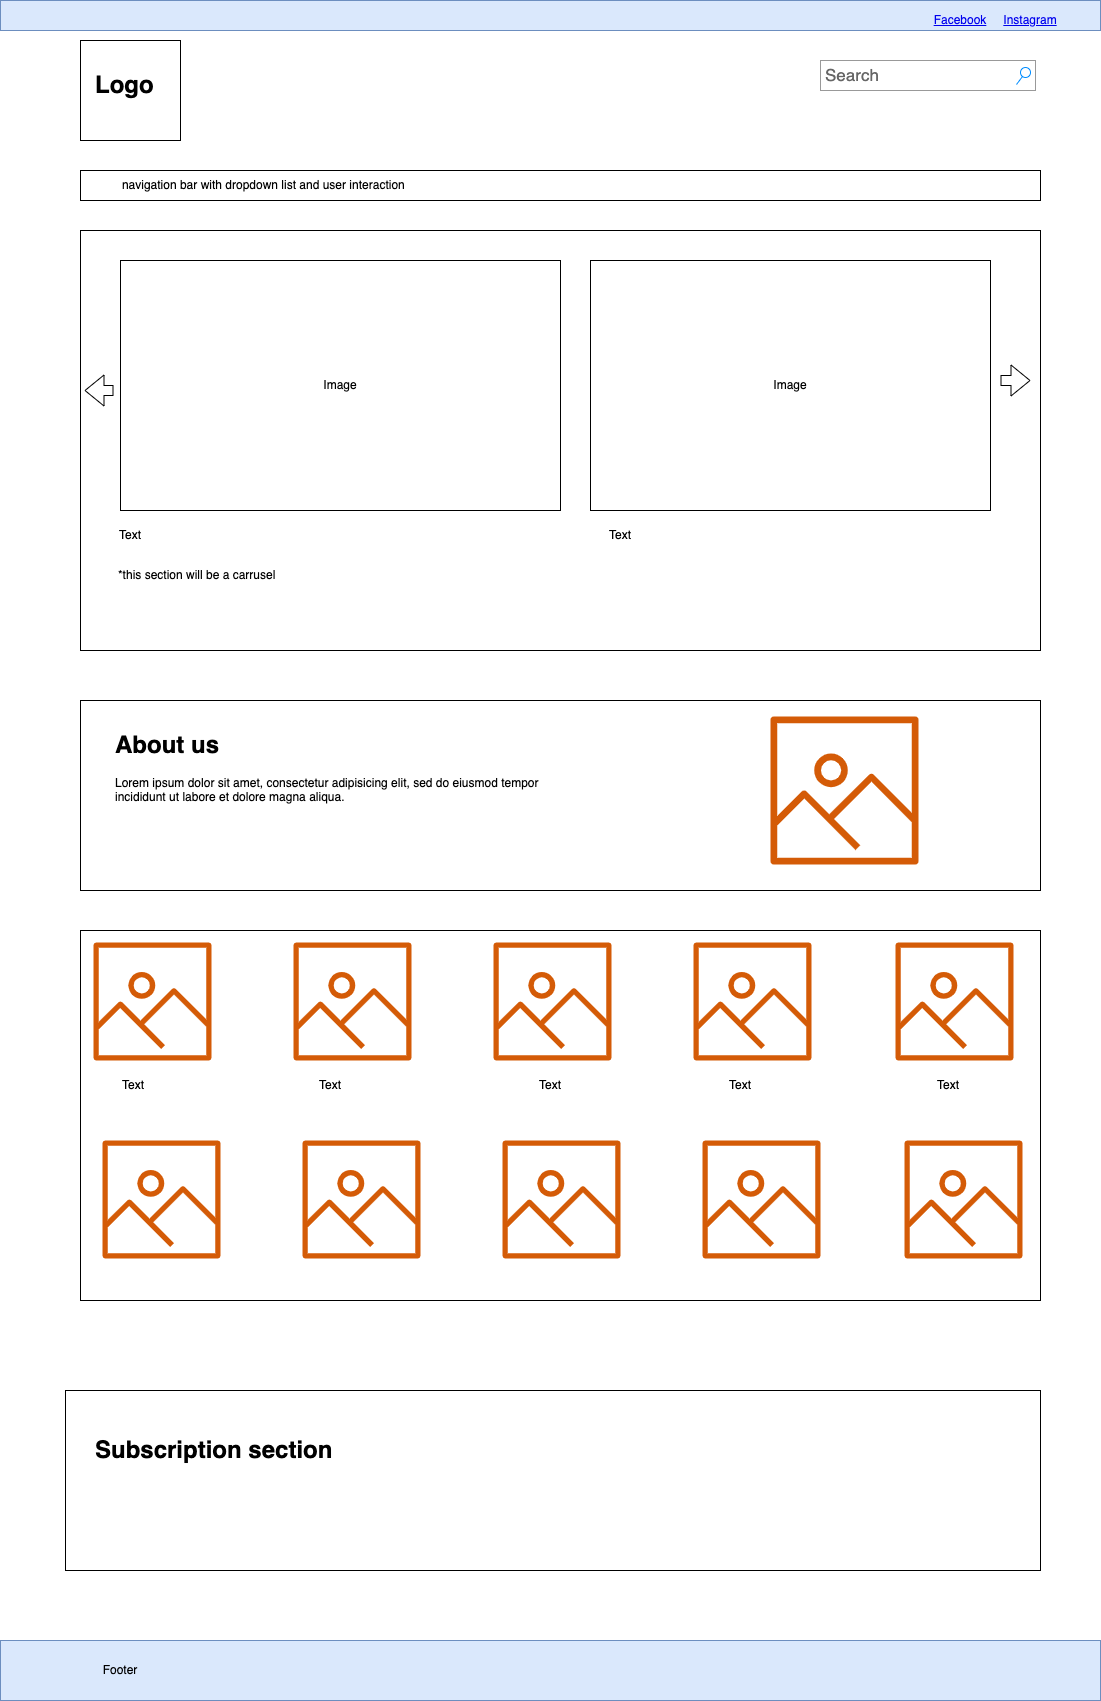 Facebook Instagram
Logo
Search
navigation bar with dropdown list and user interaction
Image
Image
Text
Text
*this section will be a carrusel
About us
Lorem ipsum dolor sit amet, consectetur adipisicing elit, sed do eiusmod tempor
incididunt ut labore et dolore magna aliqua.
Text
Text
Text
Text
Text
Subscription section
Footer